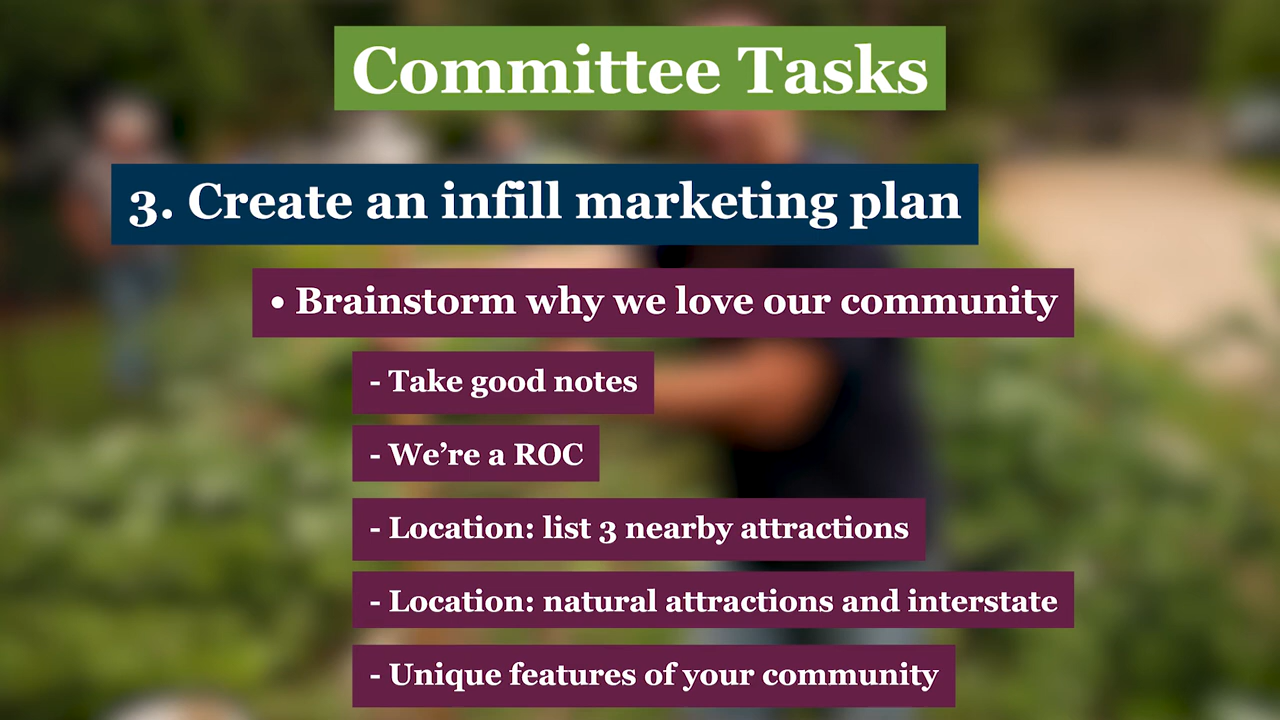 Committee Tasks
3. Create an infill marketing plan
• Brainstorm why we love our community
- Take good notes
- We’re a ROC
- Location: list 3 nearby attractions
- Location: natural attractions and interstate
- Unique features of your community